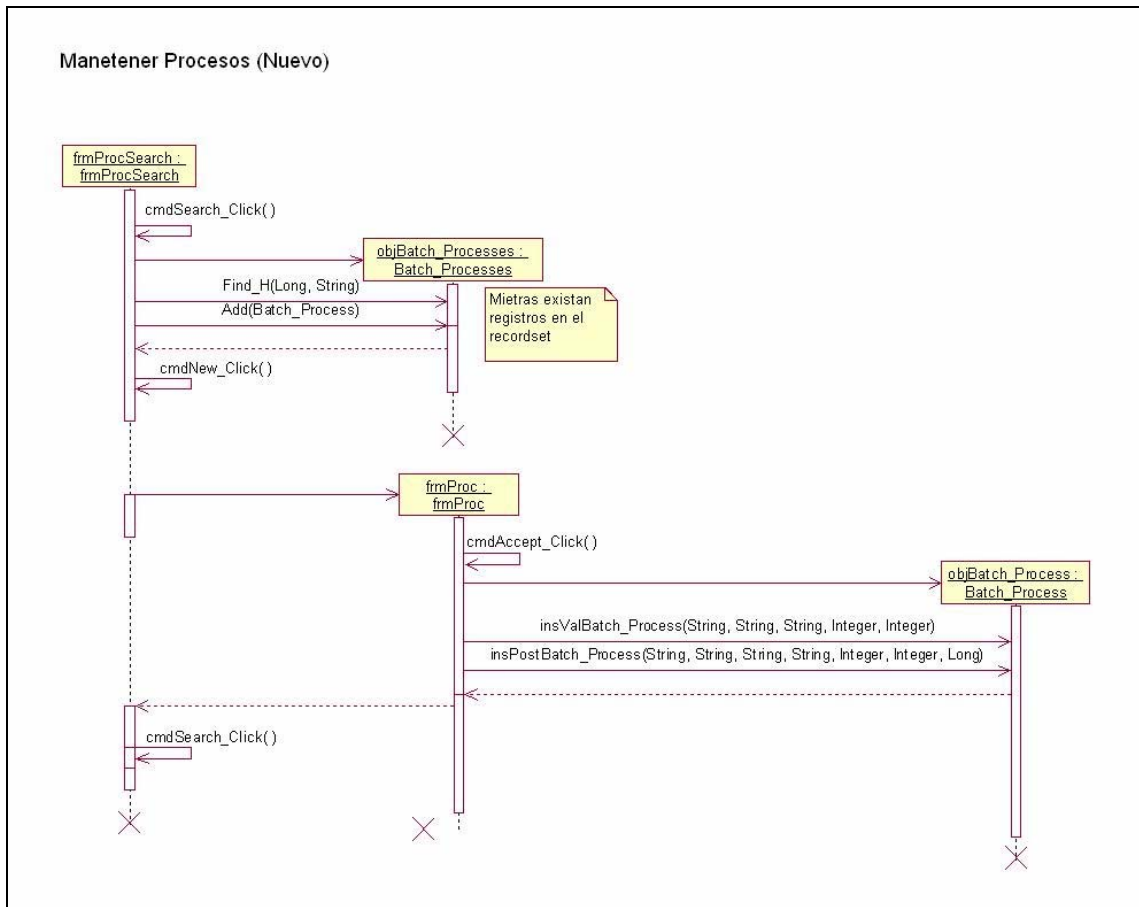 Manetener Procesos (Nuevo)
frmProcSearch :
frmProcSearch
cmdSearch_Click( )
objBatch_Processes :
Batch_Processes
Find_H(Long, String)
Add(Batch_Process)
Mietras existan
registros en el
recordset
cmdNew_Click( )
frmProc :
frmProc
cmdAccept_Click( )
objBatch_Process :
Batch_Process
insValBatch_Process(String, String, String, Integer, Integer)
insPostBatch_Process(String, String, String, String, Integer, Integer, Long)
cmdSearch_Click( )